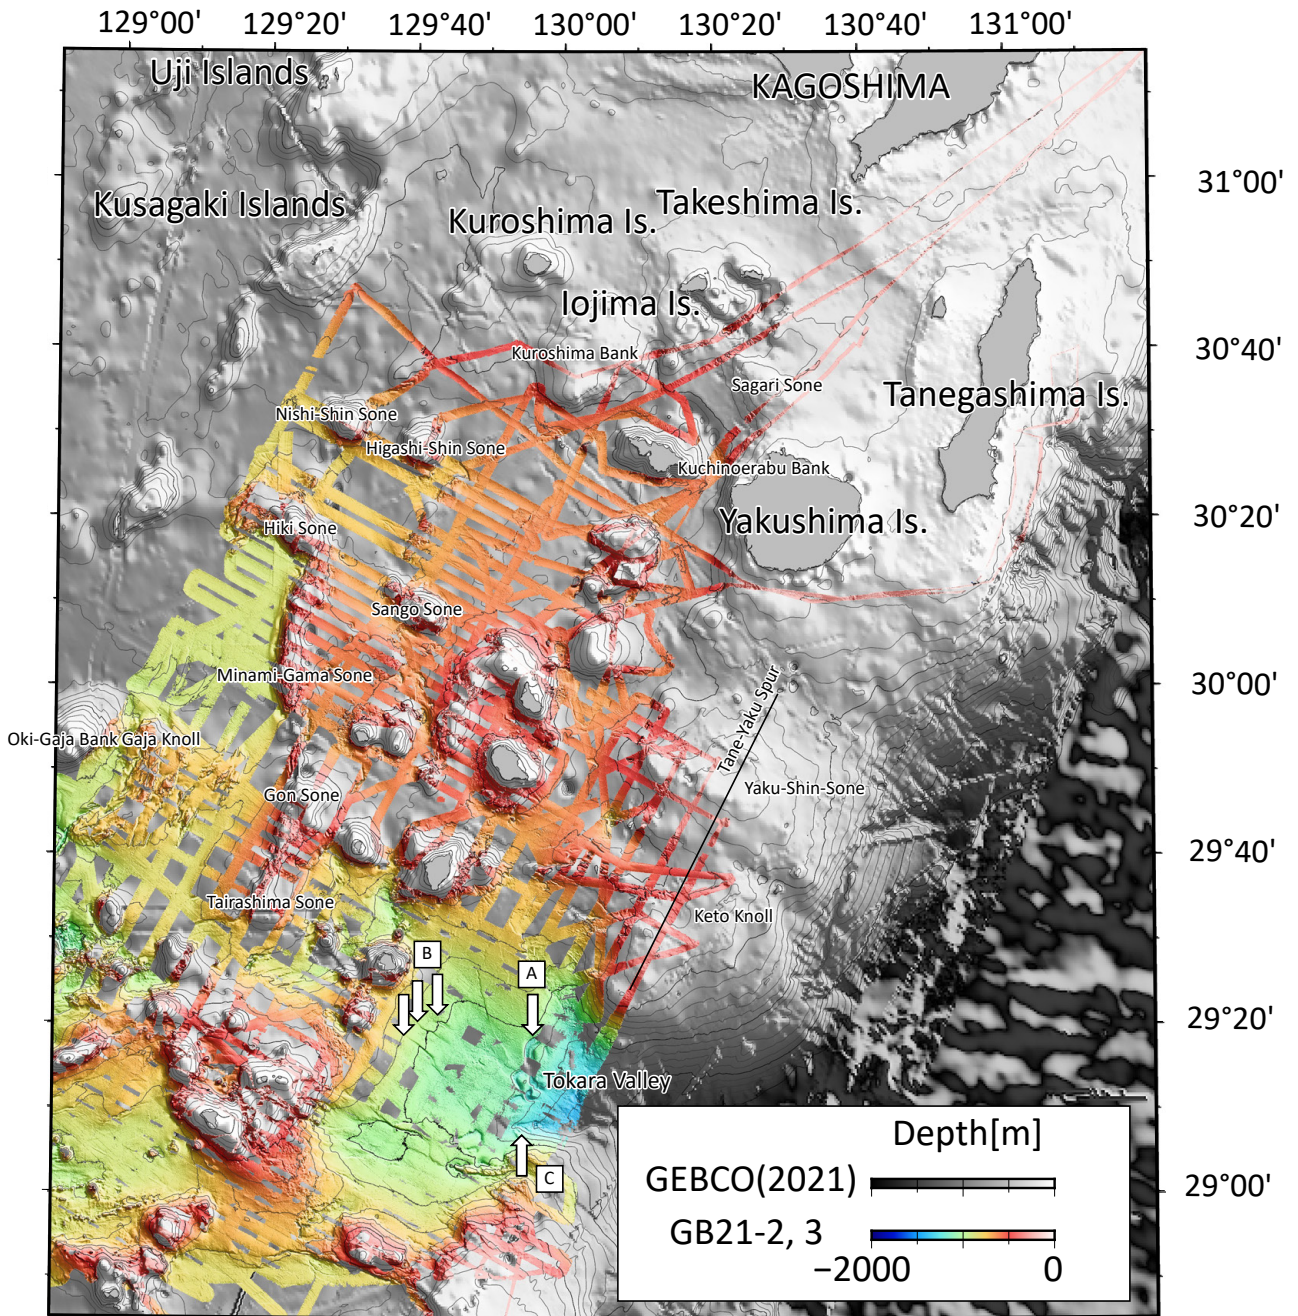 129°00' 129°20' 129°40' 130°00' 130°20' 130°40' 131°00'
Uji Islands
KAGOSHIMA
31°00'
Kusagaki Islands
Takeshima Is.
Kuroshima Is.
Iojima Is.
30°40'
Kuroshima Bank
Sagari Sone
Tanegashima Is.
Nishi-Shin Sone
Higashi-Shin Sone
Kuchinoerabu Bank
30°20'
Yakushima Is.
Hiki Sone
Sango Sone
Minami-Gama Sone
30°00'
Tane-Yaku Spur
Oki-Gaja Bank Gaja Knoll
Yaku-Shin-Sone
Gon Sone
29°40'
Tairashima Sone
Keto Knoll
B
A
29°20'
Tokara Valley
C
29°00'
Depth[m]
GEBCO(2021)
GB21-2, 3
−2000 0